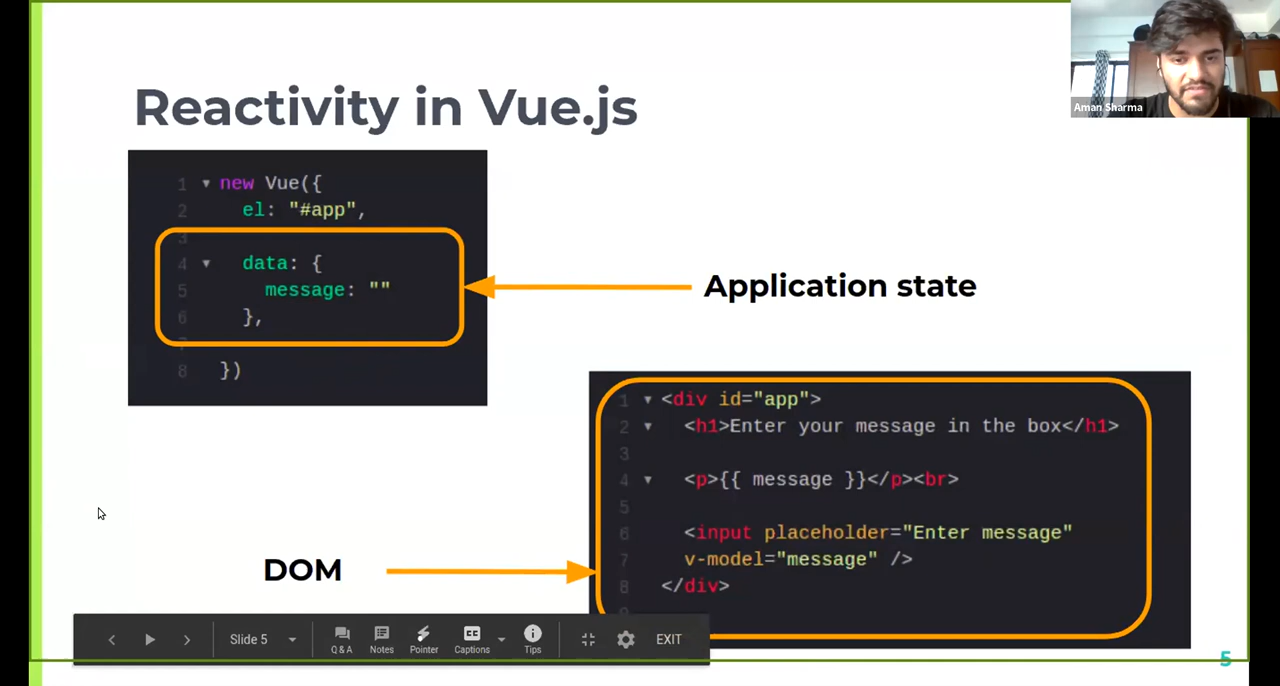 Reactivity in Vue.js
Aman Sharma
1 ▼ new Vue({
2 el: "#app",
3
4 ▼ data: {
5 message: ""
6 },
7
8 })
Application state
1 ▼ <div id="app">
2 ▼ <h1>Enter your message in the box</h1>
3
4 ▼ <p>{{ message }}</p><br>
5
6 <input placeholder="Enter message"
7 v-model="message" />
8 </div>
9
DOM
Slide 5
Q & A
Notes
Pointer
CC
Captions
Tips
EXIT
5